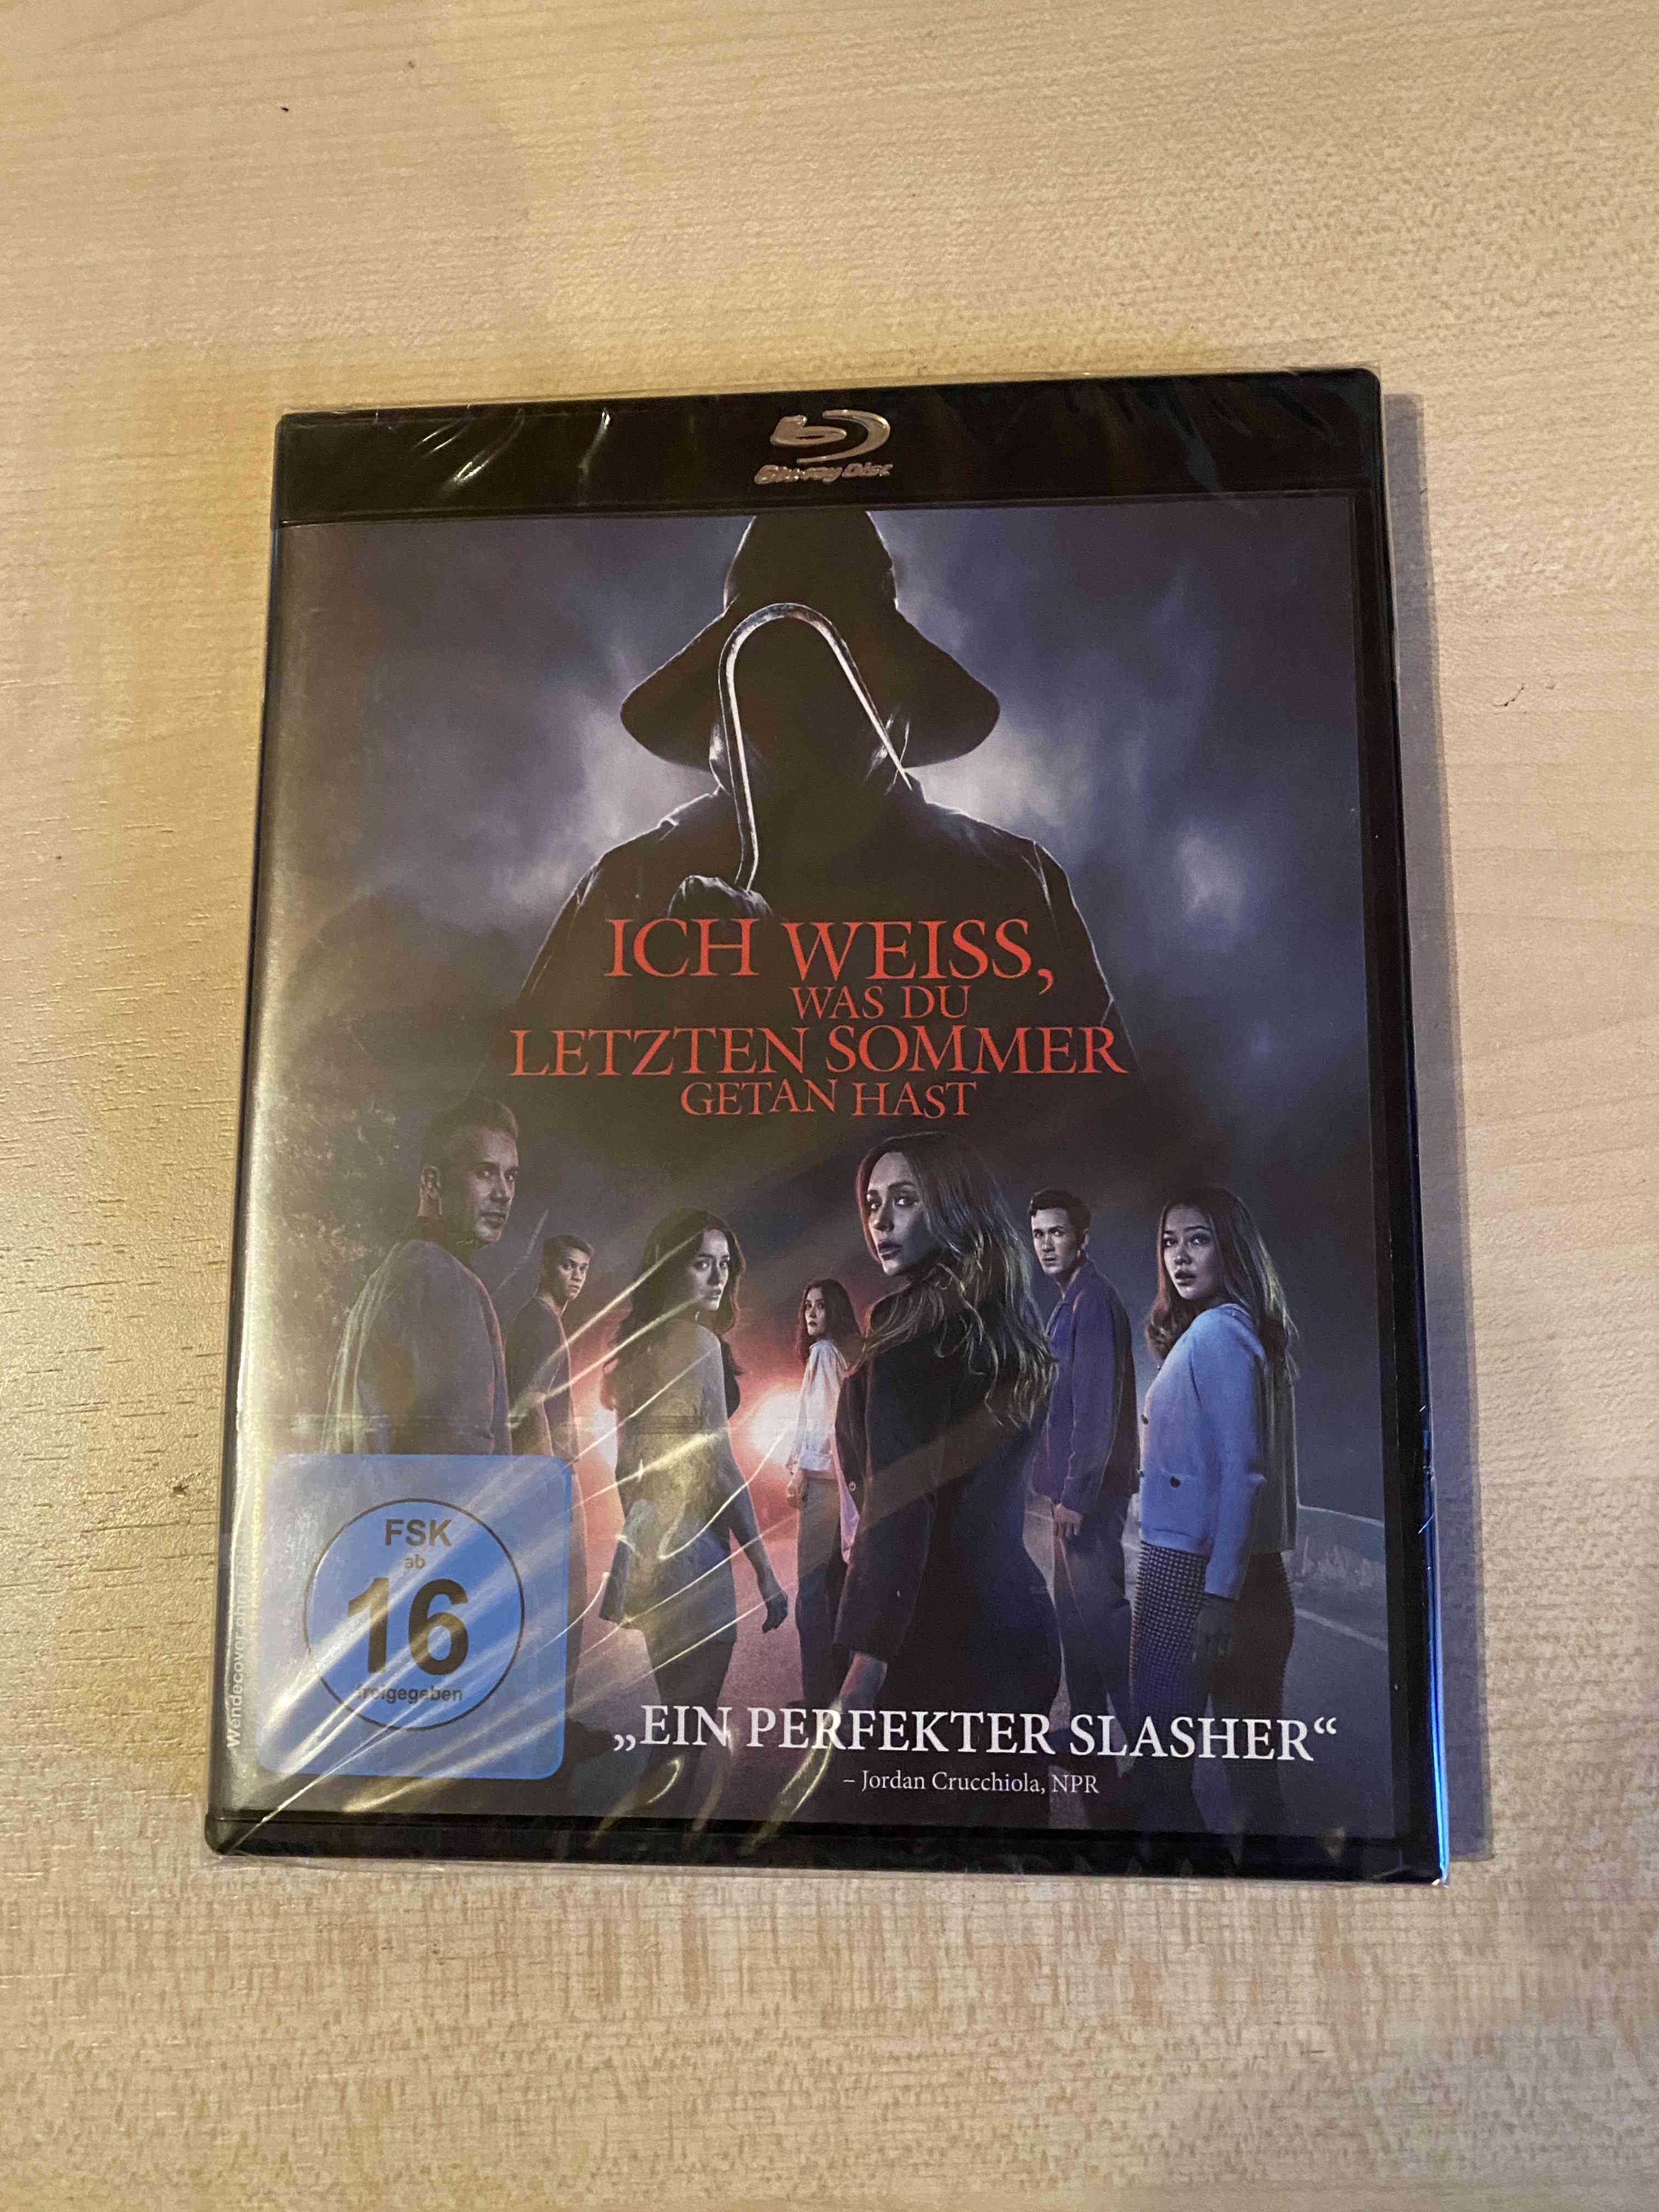 Blu-ray Disc
ICH WEISS,
WAS DU
LETZTEN SOMMER
GETAN HAST
FSK
ab
16
freigegeben
„EIN PERFEKTER SLASHER“
– Jordan Crucchiola, NPR